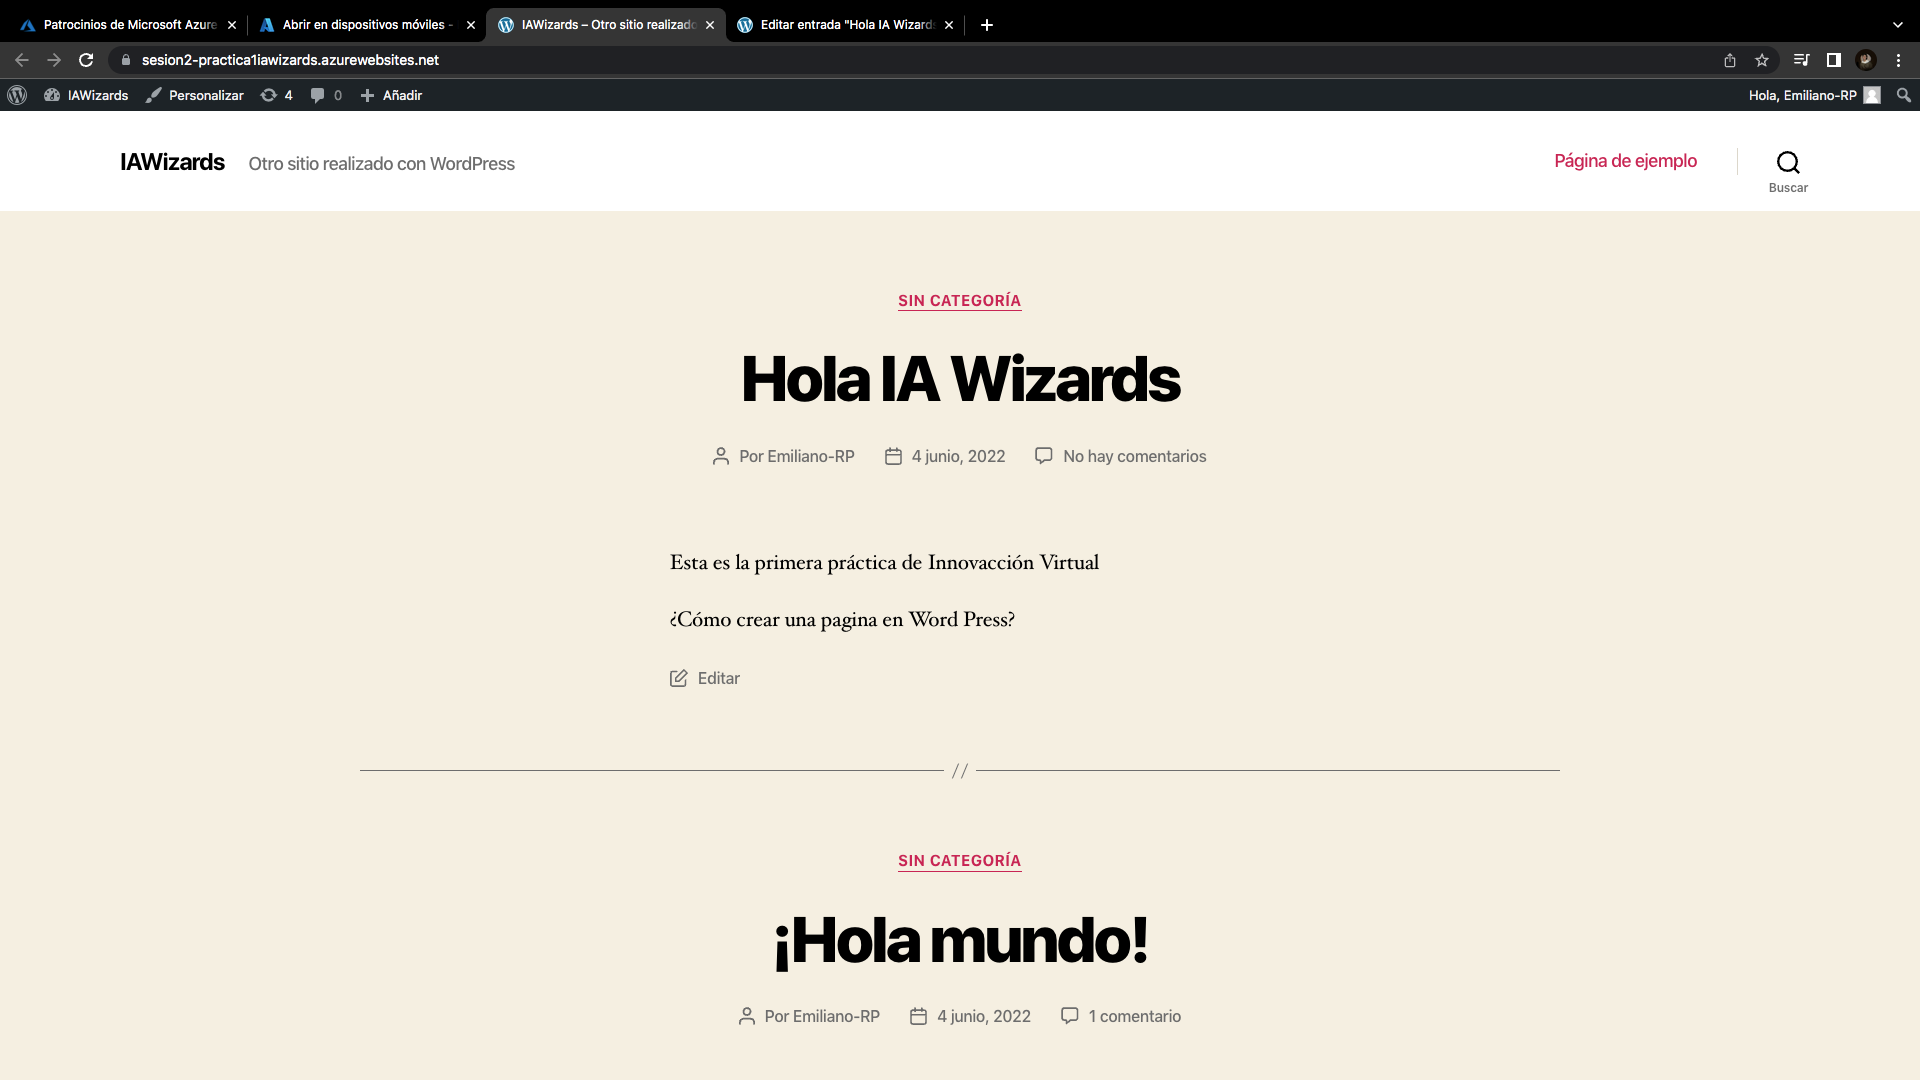 Patrocinios de Microsoft Azure
Abrir en dispositivos móviles -
IAWizards – Otro sitio realizado
Editar entrada "Hola IA Wizards
sesion2-practica1iawizards.azurewebsites.net
IAWizards
Personalizar
4
0
Añadir
Hola, Emiliano-RP
IAWizards
Otro sitio realizado con WordPress
Página de ejemplo
Buscar
SIN CATEGORÍA
Hola IA Wizards
Por Emiliano-RP
4 junio, 2022
No hay comentarios
Esta es la primera práctica de Innovacción Virtual
¿Cómo crear una pagina en Word Press?
Editar
//
SIN CATEGORÍA
¡Hola mundo!
Por Emiliano-RP
4 junio, 2022
1 comentario